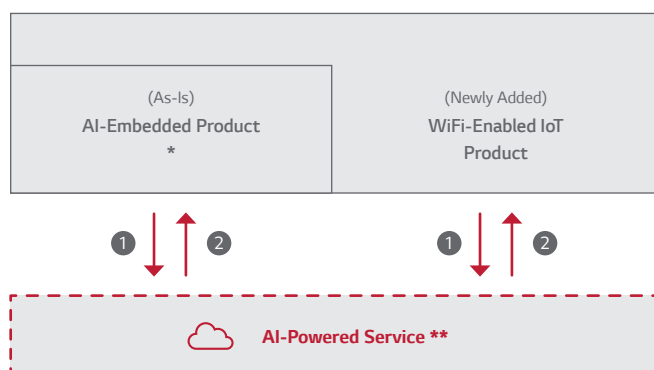 (As-Is)
AI-Embedded Product
*
(Newly Added)
WiFi-Enabled IoT
Product
1
2
1
2
AI-Powered Service **